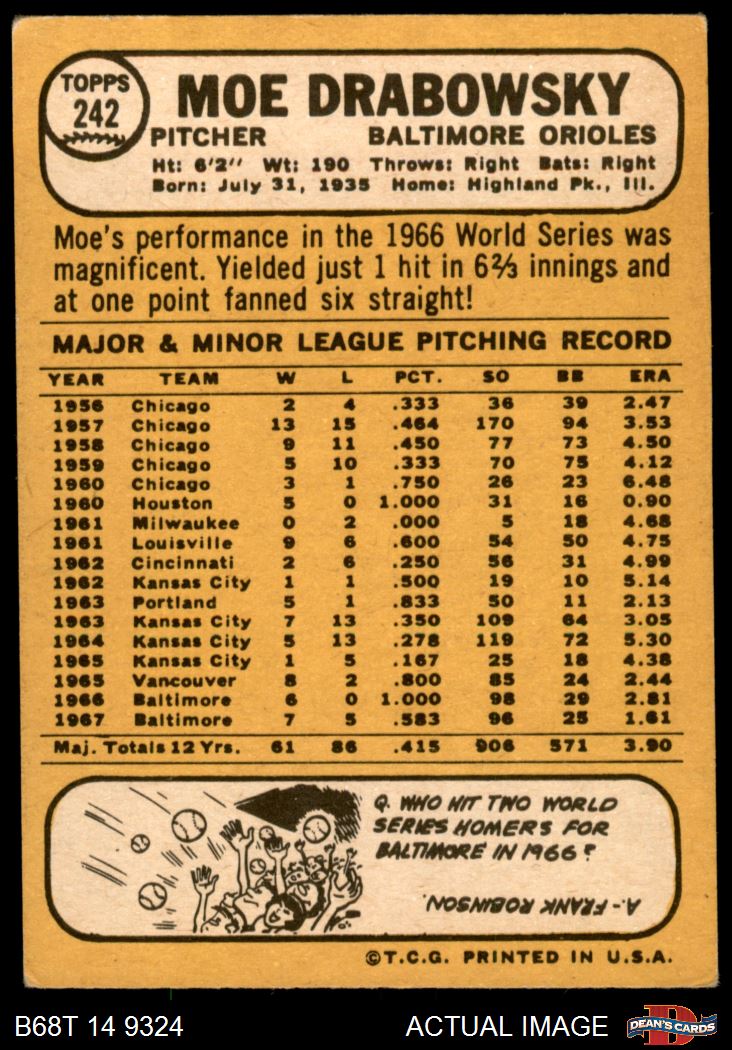 TOPPS
242
MOE DRABOWSKY
PITCHER BALTIMORE ORIOLES
Ht: 6'2" Wt: 190 Throws: Right Bats: Right
Born: July 31, 1935 Home: Highland Pk., Ill.
Moe's performance in the 1966 World Series was
magnificent. Yielded just 1 hit in 6⅔ innings and
at one point fanned six straight!
MAJOR & MINOR LEAGUE PITCHING RECORD
YEAR TEAM W L PCT. SO BB ERA
1956 Chicago 2 4 .333 36 39 2.47
1957 Chicago 13 15 .464 170 94 3.53
1958 Chicago 9 11 .450 77 73 4.50
1959 Chicago 5 10 .333 70 75 4.12
1960 Chicago 3 1 .750 26 23 6.48
1960 Houston 5 0 1.000 31 16 0.90
1961 Milwaukee 0 2 .000 5 18 4.68
1961 Louisville 9 6 .600 54 50 4.75
1962 Cincinnati 2 6 .250 56 31 4.99
1962 Kansas City 1 1 .500 19 10 5.14
1963 Portland 5 1 .833 50 11 2.13
1963 Kansas City 7 13 .350 109 64 3.05
1964 Kansas City 5 13 .278 119 72 5.30
1965 Kansas City 1 5 .167 25 18 4.38
1965 Vancouver 8 2 .800 85 24 2.44
1966 Baltimore 6 0 1.000 98 29 2.81
1967 Baltimore 7 5 .583 96 25 1.61
Maj. Totals 12 Yrs. 61 86 .415 906 571 3.90
Q. WHO HIT TWO WORLD
SERIES HOMERS FOR
BALTIMORE IN 1966?
A.- FRANK ROBINSON.
©T.C.G. PRINTED IN U.S.A.
B68T 14 9324 ACTUAL IMAGE DEAN'S CARDS